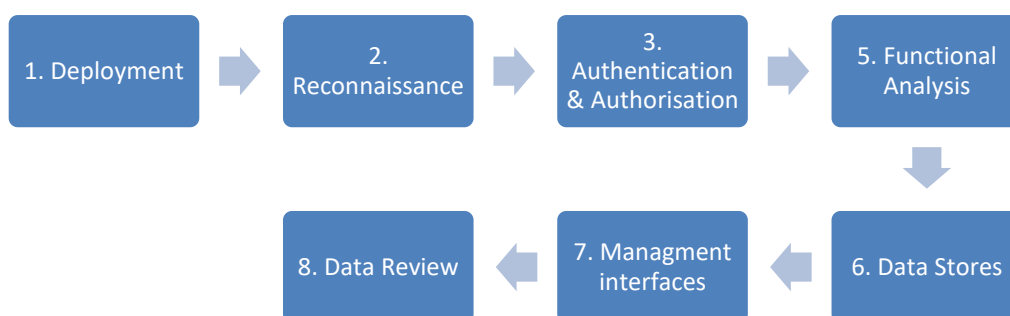 1. Deployment
2.
Reconnaissance
3.
Authentication
& Authorisation
5. Functional
Analysis
6. Data Stores
7. Managment
interfaces
8. Data Review